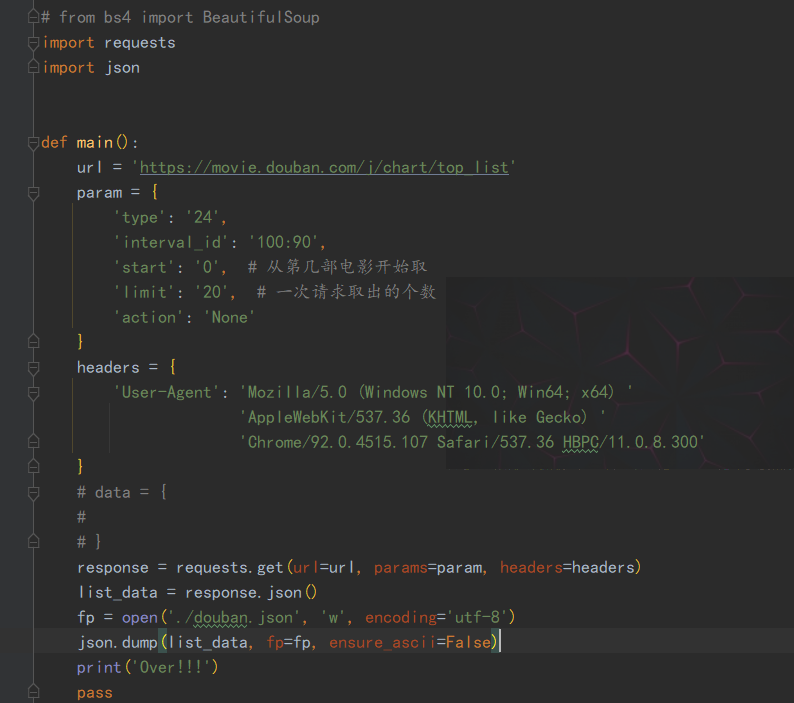 # from bs4 import BeautifulSoup
import requests
import json
def main():
    url = 'https://movie.douban.com/j/chart/top_list'
    param = {
        'type': '24',
        'interval_id': '100:90',
        'start': '0',  # 从第几部电影开始取
        'limit': '20',  # 一次请求取出的个数
        'action': 'None'
    }
    headers = {
        'User-Agent': 'Mozilla/5.0 (Windows NT 10.0; Win64; x64) '
                      'AppleWebKit/537.36 (KHTML, like Gecko) '
                      'Chrome/92.0.4515.107 Safari/537.36 HBPC/11.0.8.300'
    }
    # data = {
    #
    # }
    response = requests.get(url=url, params=param, headers=headers)
    list_data = response.json()
    fp = open('./douban.json', 'w', encoding='utf-8')
    json.dump(list_data, fp=fp, ensure_ascii=False)
    print('Over!!!')
    pass